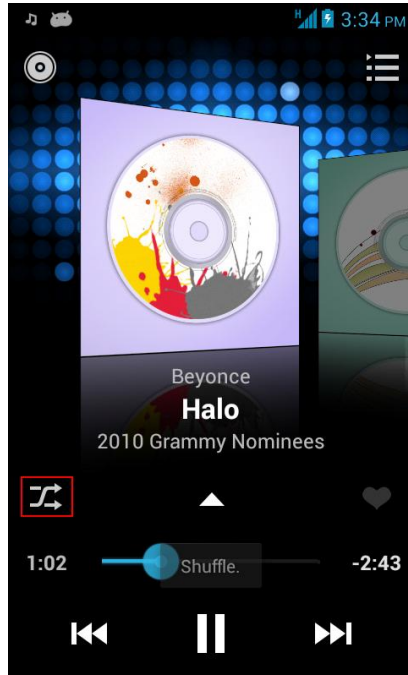 H 3:34 PM
Beyonce
Halo
2010 Grammy Nominees
1:02 Shuffle. -2:43